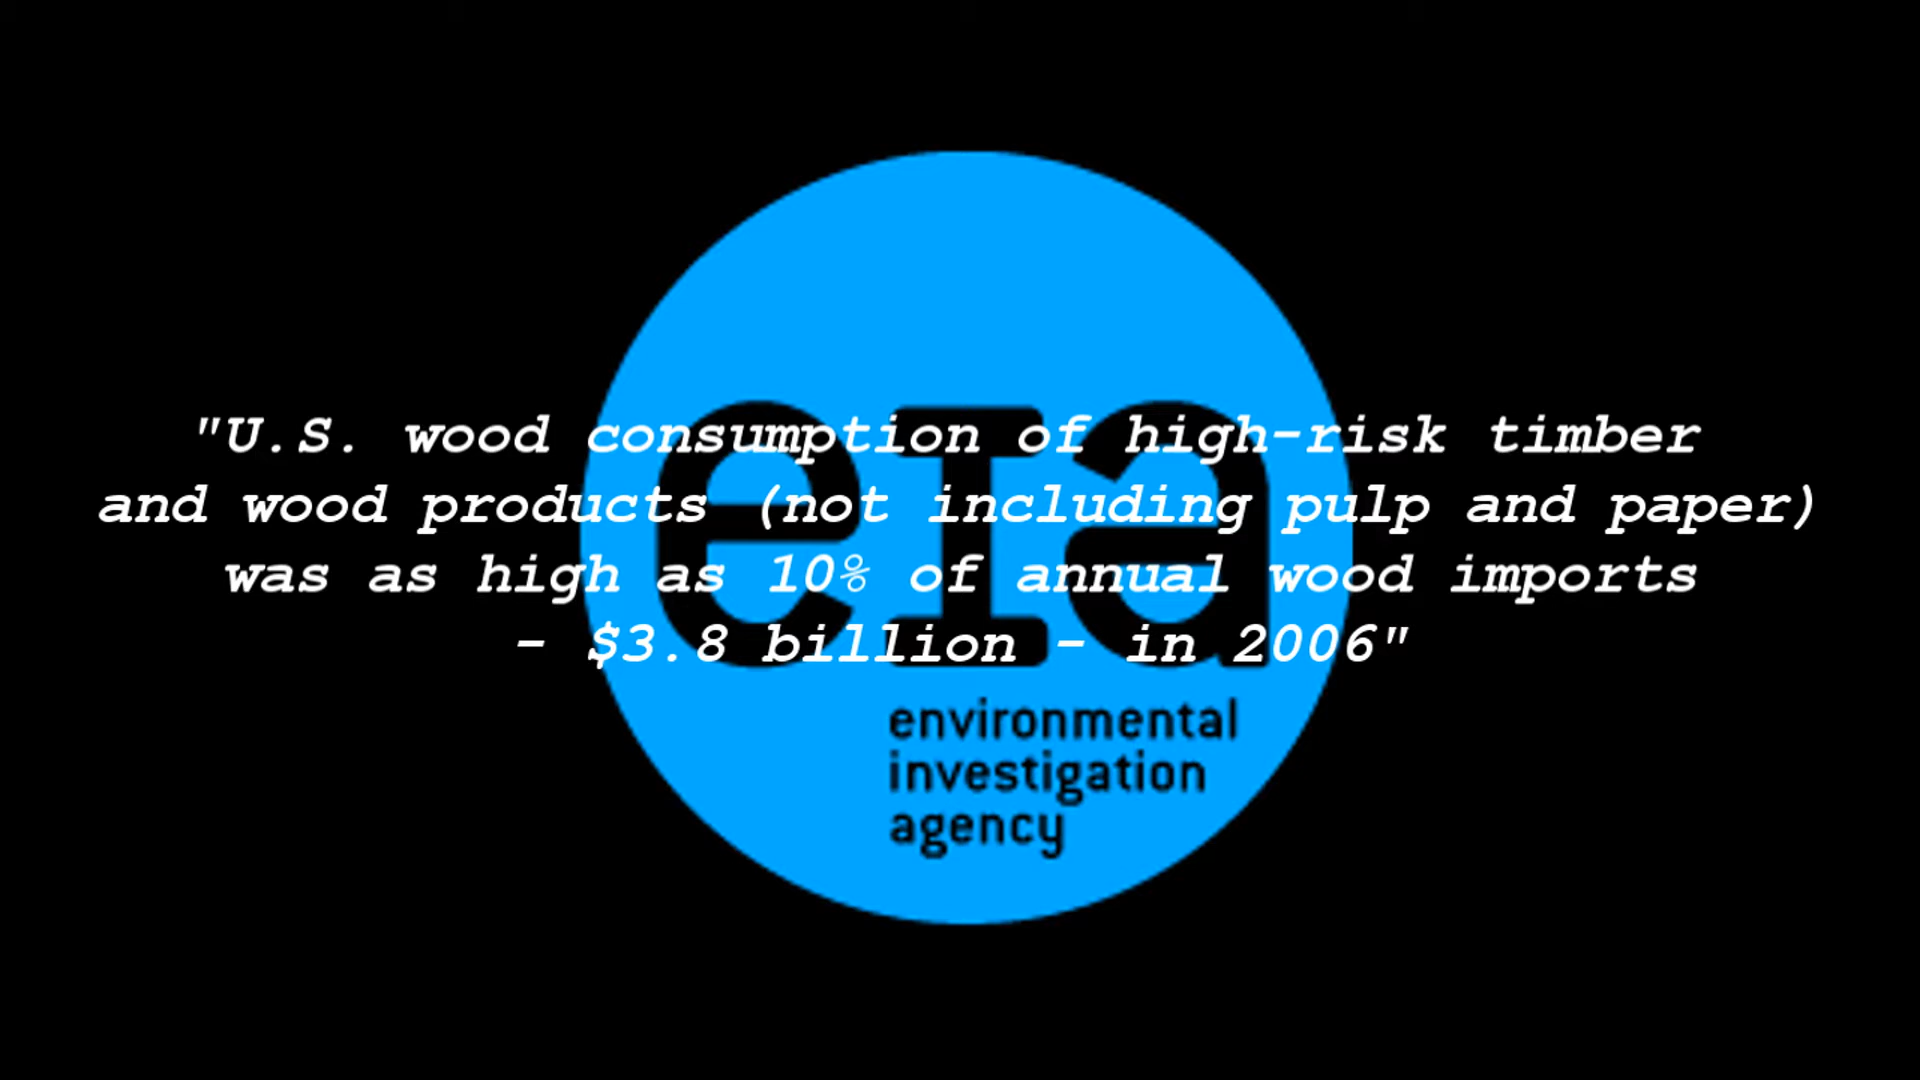 "U.S. wood consumption of high-risk timber
and wood products (not including pulp and paper)
was as high as 10% of annual wood imports
- $3.8 billion - in 2006"
eia
environmental
investigation
agency